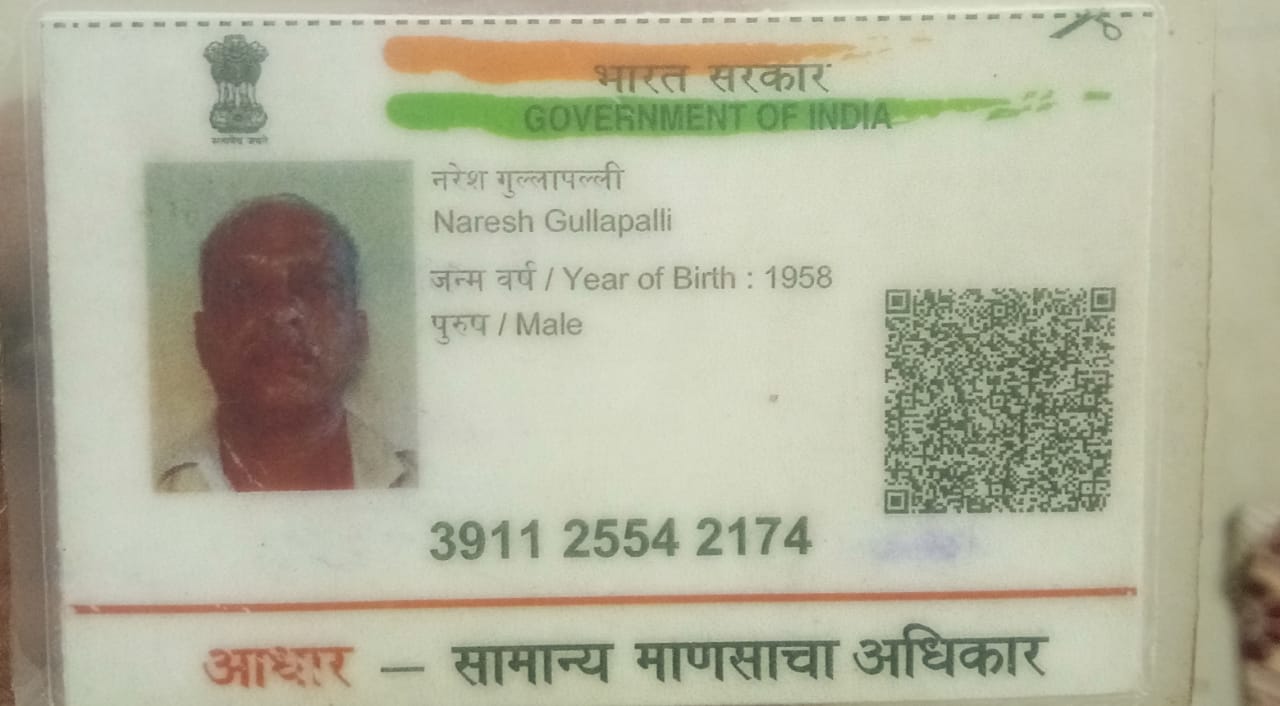 भारत सरकार
GOVERNMENT OF INDIA
सत्यमेव जयते
नरेश गुल्लापल्ली
Naresh Gullapalli
जन्म वर्ष / Year of Birth : 1958
पुरुष / Male
3911 2554 2174
आधार — सामान्य माणसाचा अधिकार